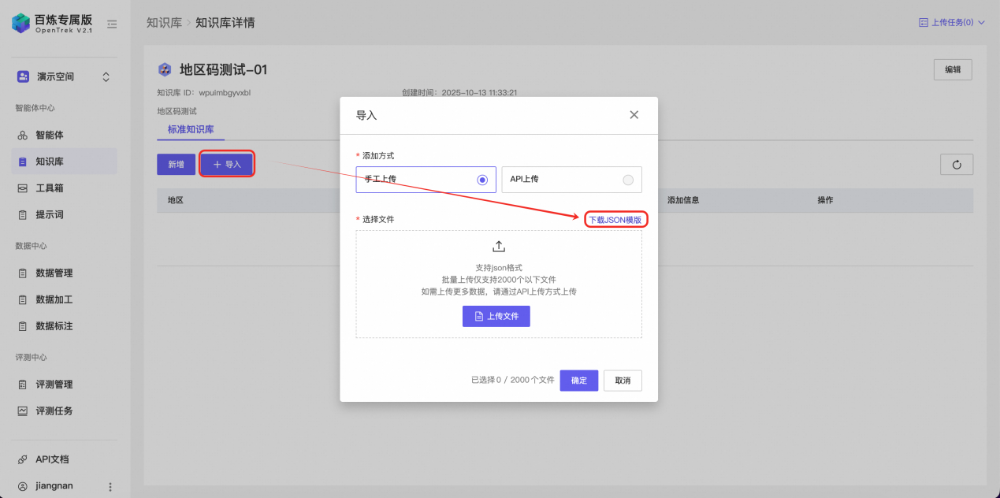 百炼专属版
OpenTrek V2.1
知识库 > 知识库详情
上传任务(0)
演示空间
智能体中心
智能体
知识库
工具箱
提示词
数据中心
数据管理
数据加工
数据标注
评测中心
评测管理
评测任务
API文档
jiangnan
地区码测试-01
编辑
知识库 ID: wpuimbgyvxbl
创建时间: 2025-10-13 11:33:21
地区码测试
标准知识库
新增
+ 导入
地区
添加信息
操作
导入
* 添加方式
手工上传
API上传
* 选择文件
下载JSON模版
支持json格式
批量上传仅支持2000个以下文件
如需上传更多数据，请通过API上传方式上传
上传文件
已选择 0 / 2000 个文件
确定
取消